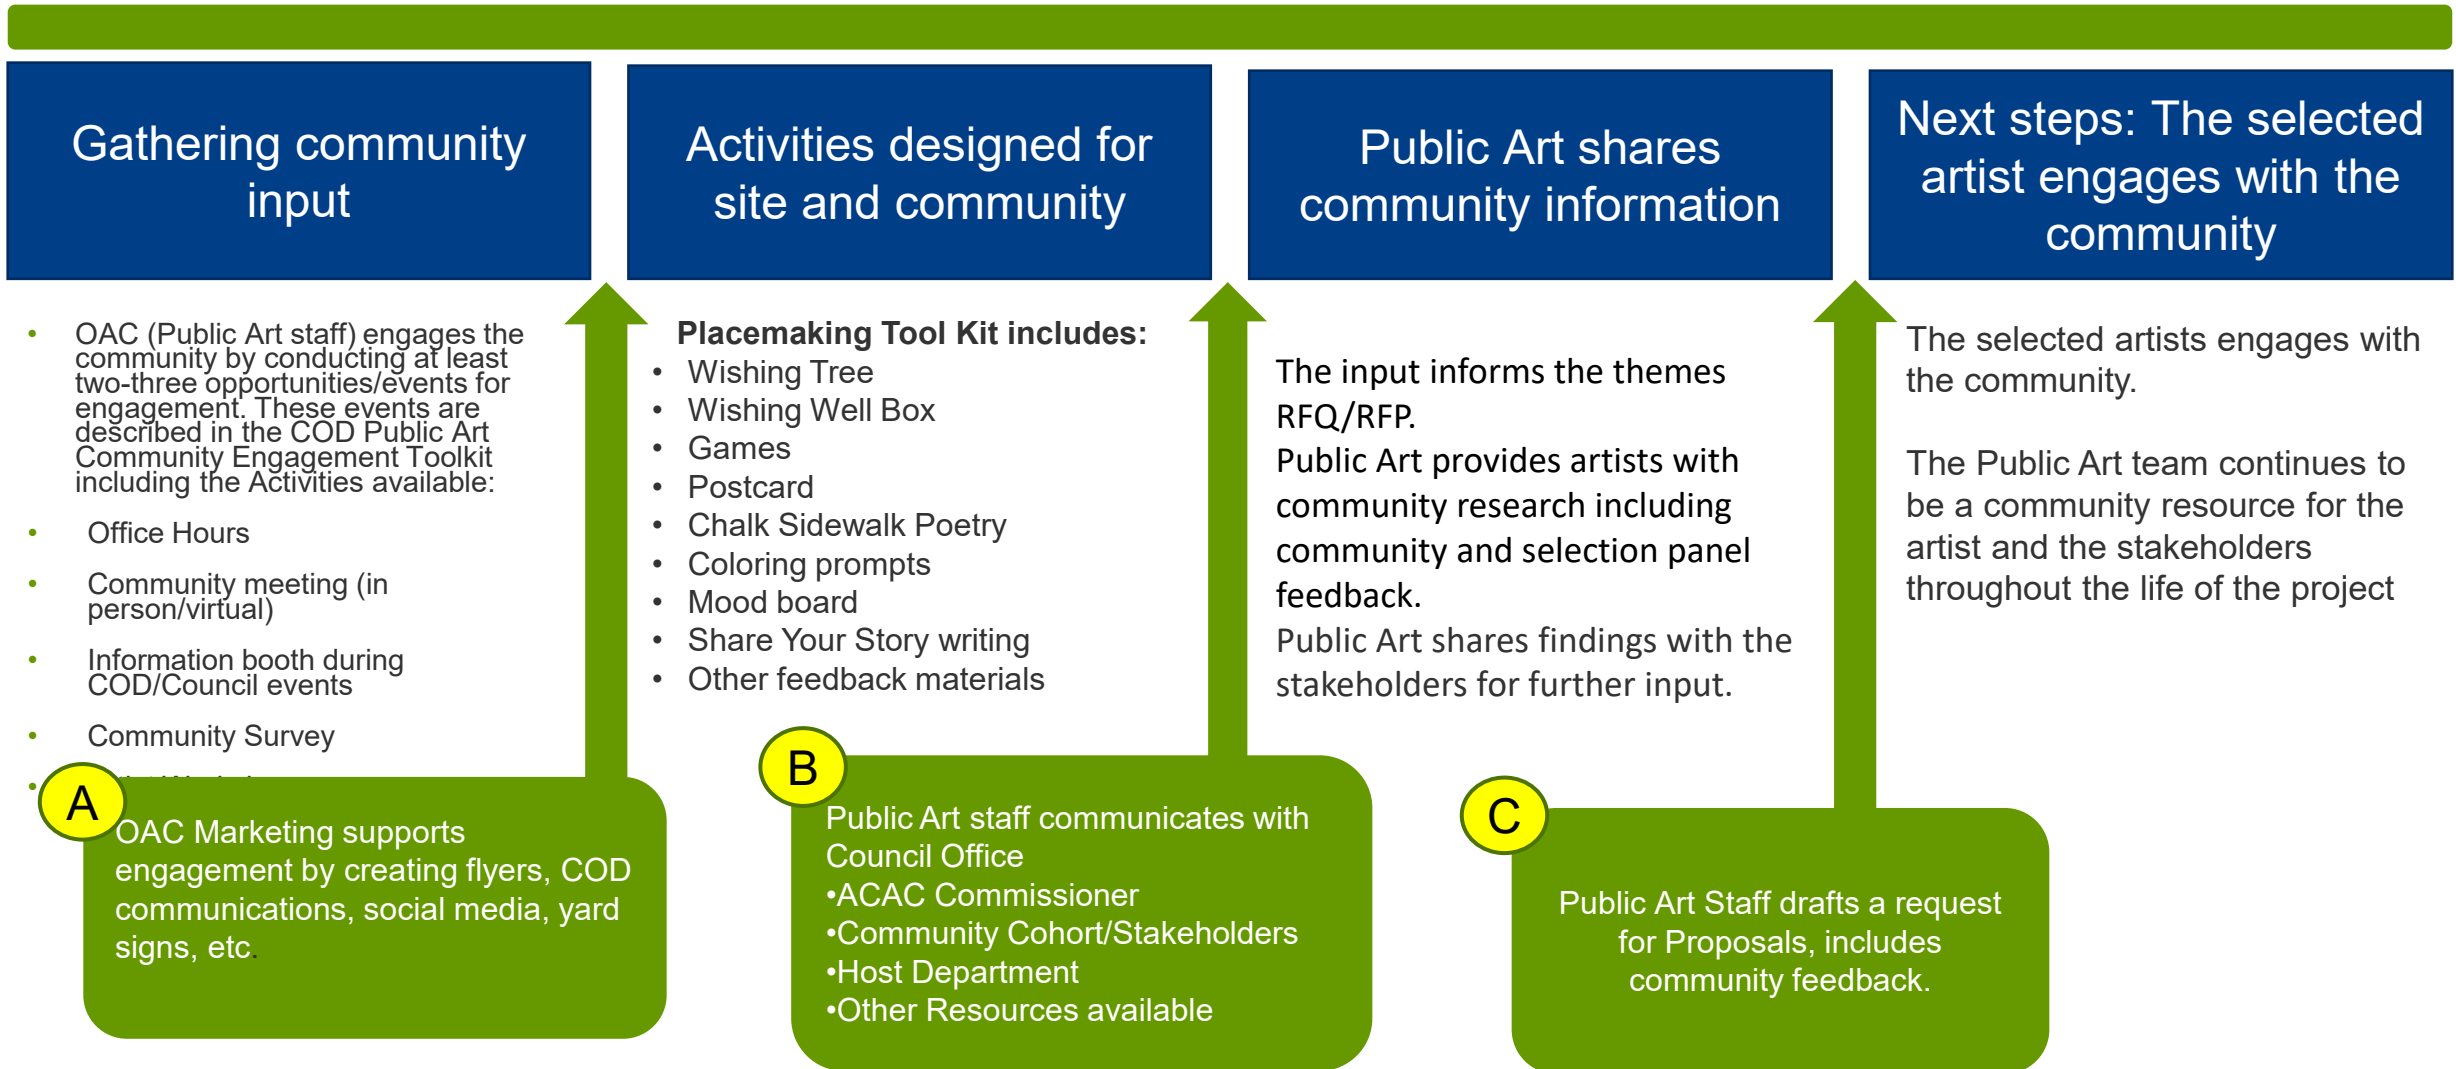 Gathering community
input
Activities designed for
site and community
Public Art shares
community information
Next steps: The selected
artist engages with the
community
• OAC (Public Art staff) engages the
community by conducting at least
two-three opportunities/events for
engagement. These events are
described in the COD Public Art
Community Engagement Toolkit
including the Activities available:
• Office Hours
• Community meeting (in
person/virtual)
• Information booth during
COD/Council events
• Community Survey
•
A
OAC Marketing supports
engagement by creating flyers, COD
communications, social media, yard
signs, etc.
Placemaking Tool Kit includes:
• Wishing Tree
• Wishing Well Box
• Games
• Postcard
• Chalk Sidewalk Poetry
• Coloring prompts
• Mood board
• Share Your Story writing
• Other feedback materials
B
Public Art staff communicates with
Council Office
•ACAC Commissioner
•Community Cohort/Stakeholders
•Host Department
•Other Resources available
The input informs the themes
RFQ/RFP.
Public Art provides artists with
community research including
community and selection panel
feedback.
Public Art shares findings with the
stakeholders for further input.
C
Public Art Staff drafts a request
for Proposals, includes
community feedback.
The selected artists engages with
the community.
The Public Art team continues to
be a community resource for the
artist and the stakeholders
throughout the life of the project